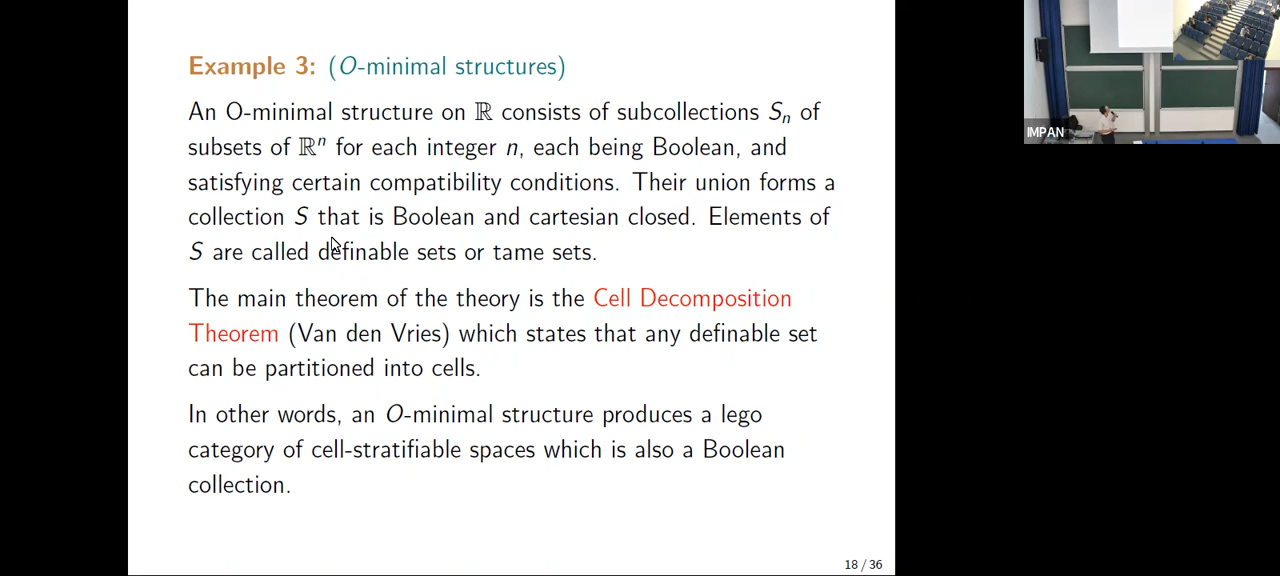 Example 3: (O-minimal structures)
An O-minimal structure on ℝ consists of subcollections Sₙ of
subsets of ℝⁿ for each integer n, each being Boolean, and
satisfying certain compatibility conditions. Their union forms a
collection S that is Boolean and cartesian closed. Elements of
S are called definable sets or tame sets.
The main theorem of the theory is the Cell Decomposition
Theorem (Van den Vries) which states that any definable set
can be partitioned into cells.
In other words, an O-minimal structure produces a lego
category of cell-stratifiable spaces which is also a Boolean
collection.
18 / 36
IMPAN